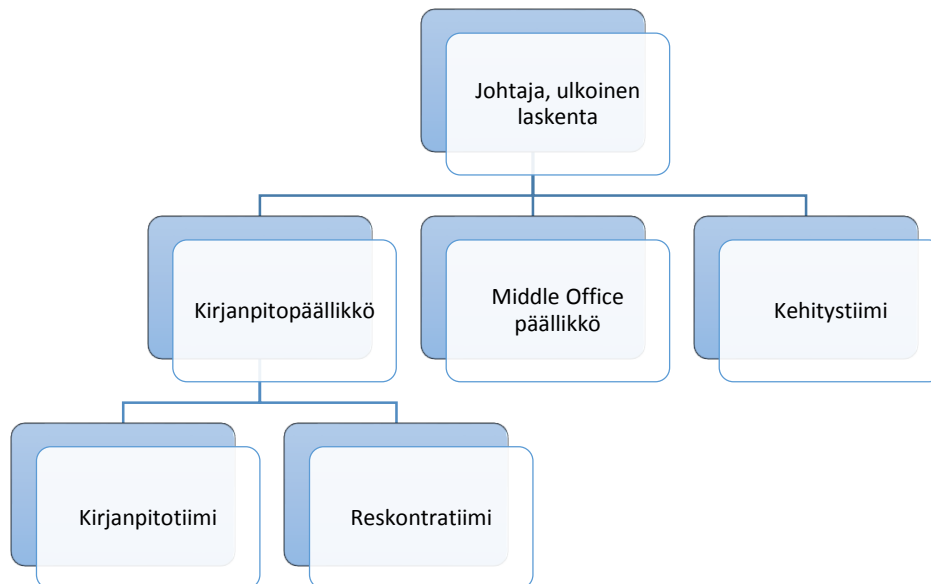 Johtaja, ulkoinen
laskenta
Kirjanpitopäällikkö
Middle Office
päällikkö
Kehitystiimi
Kirjanpitotiimi
Reskontratiimi